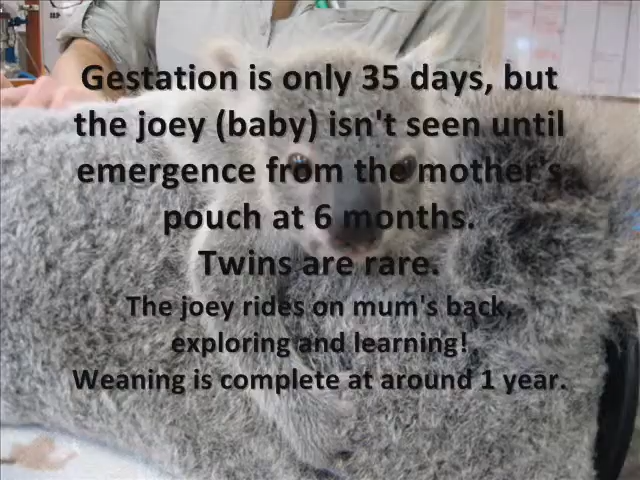 Gestation is only 35 days, but
the joey (baby) isn't seen until
emergence from the mother's
pouch at 6 months.
Twins are rare.
The joey rides on mum's back,
exploring and learning!
Weaning is complete at around 1 year.